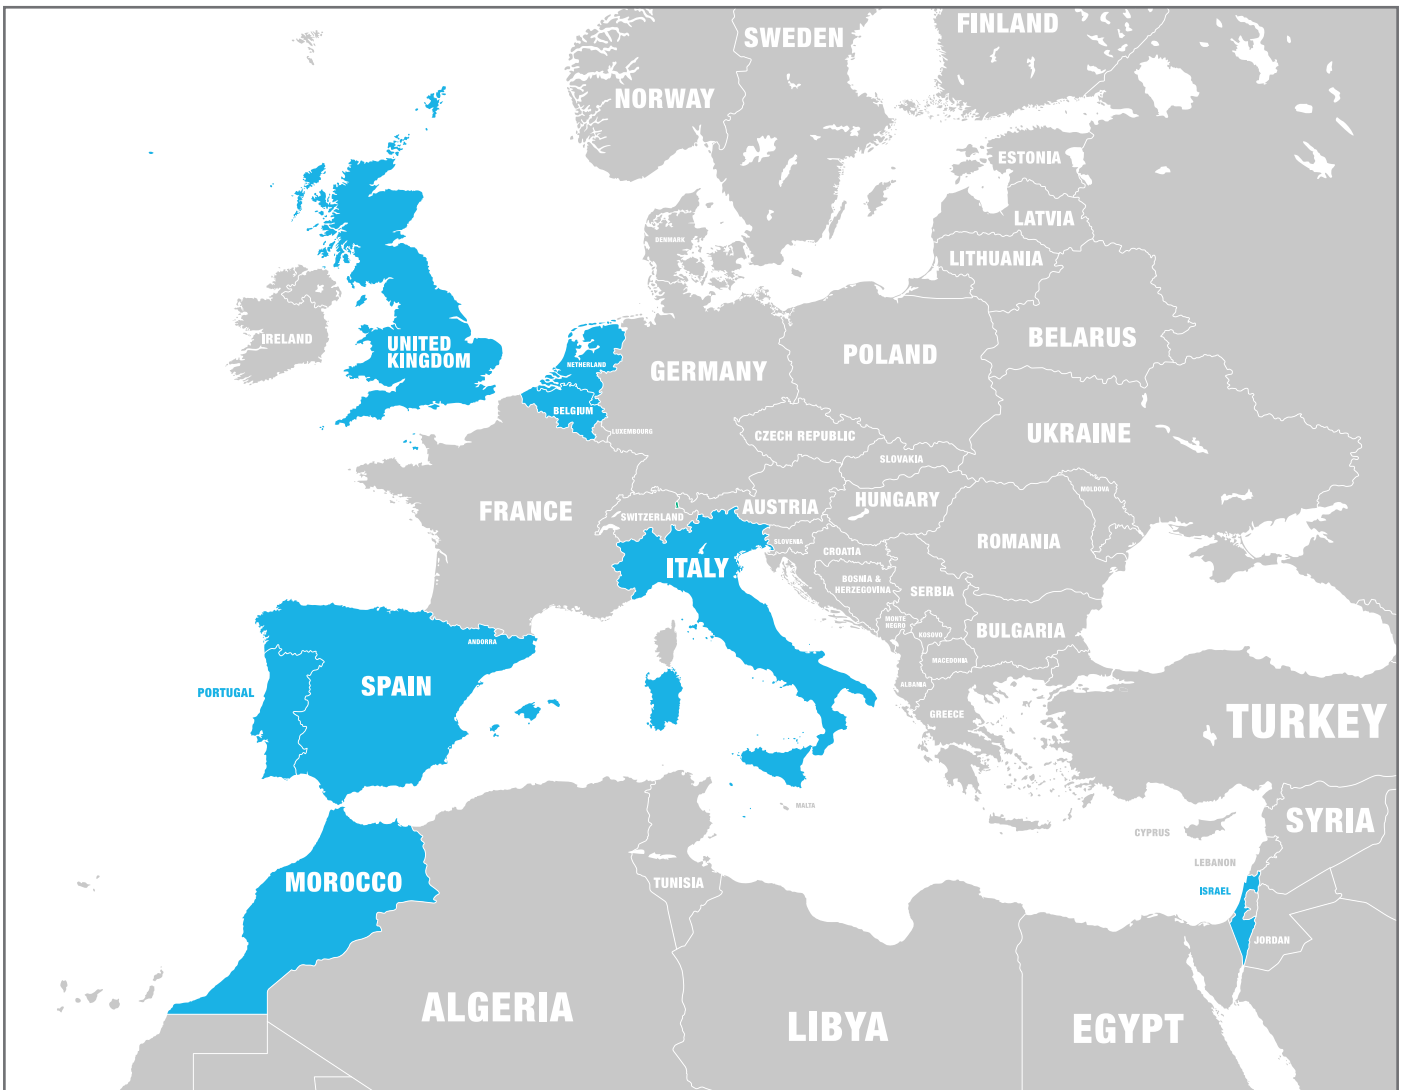 FINLAND
SWEDEN
NORWAY
ESTONIA
LATVIA
DENMARK
LITHUANIA
IRELAND
UNITED
KINGDOM
NETHERLAND
BELARUS
POLAND
GERMANY
BELGIUM
LUXEMBOURG
CZECH REPUBLIC
UKRAINE
SLOVAKIA
MOLDOVA
FRANCE
SWITZERLAND
AUSTRIA
HUNGARY
SLOVENIA
CROATIA
ROMANIA
ITALY
BOSNIA &
HERZEGOVINA
SERBIA
MONTE
NEGRO
KOSOVO
BULGARIA
ANDORRA
MACEDONIA
PORTUGAL
SPAIN
ALBANIA
GREECE
TURKEY
MALTA
SYRIA
CYPRUS
LEBANON
MOROCCO
TUNISIA
ISRAEL
JORDAN
ALGERIA
LIBYA
EGYPT